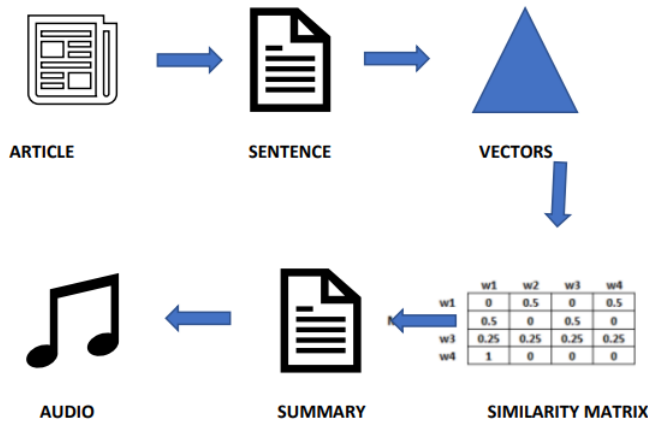 ARTICLE SENTENCE VECTORS
w1 w2 w3 w4
w1 0 0.5 0 0.5
0.5 0 0.5 0
w3 0.25 0.25 0.25 0.25
w4 1 0 0 0
AUDIO SUMMARY SIMILARITY MATRIX